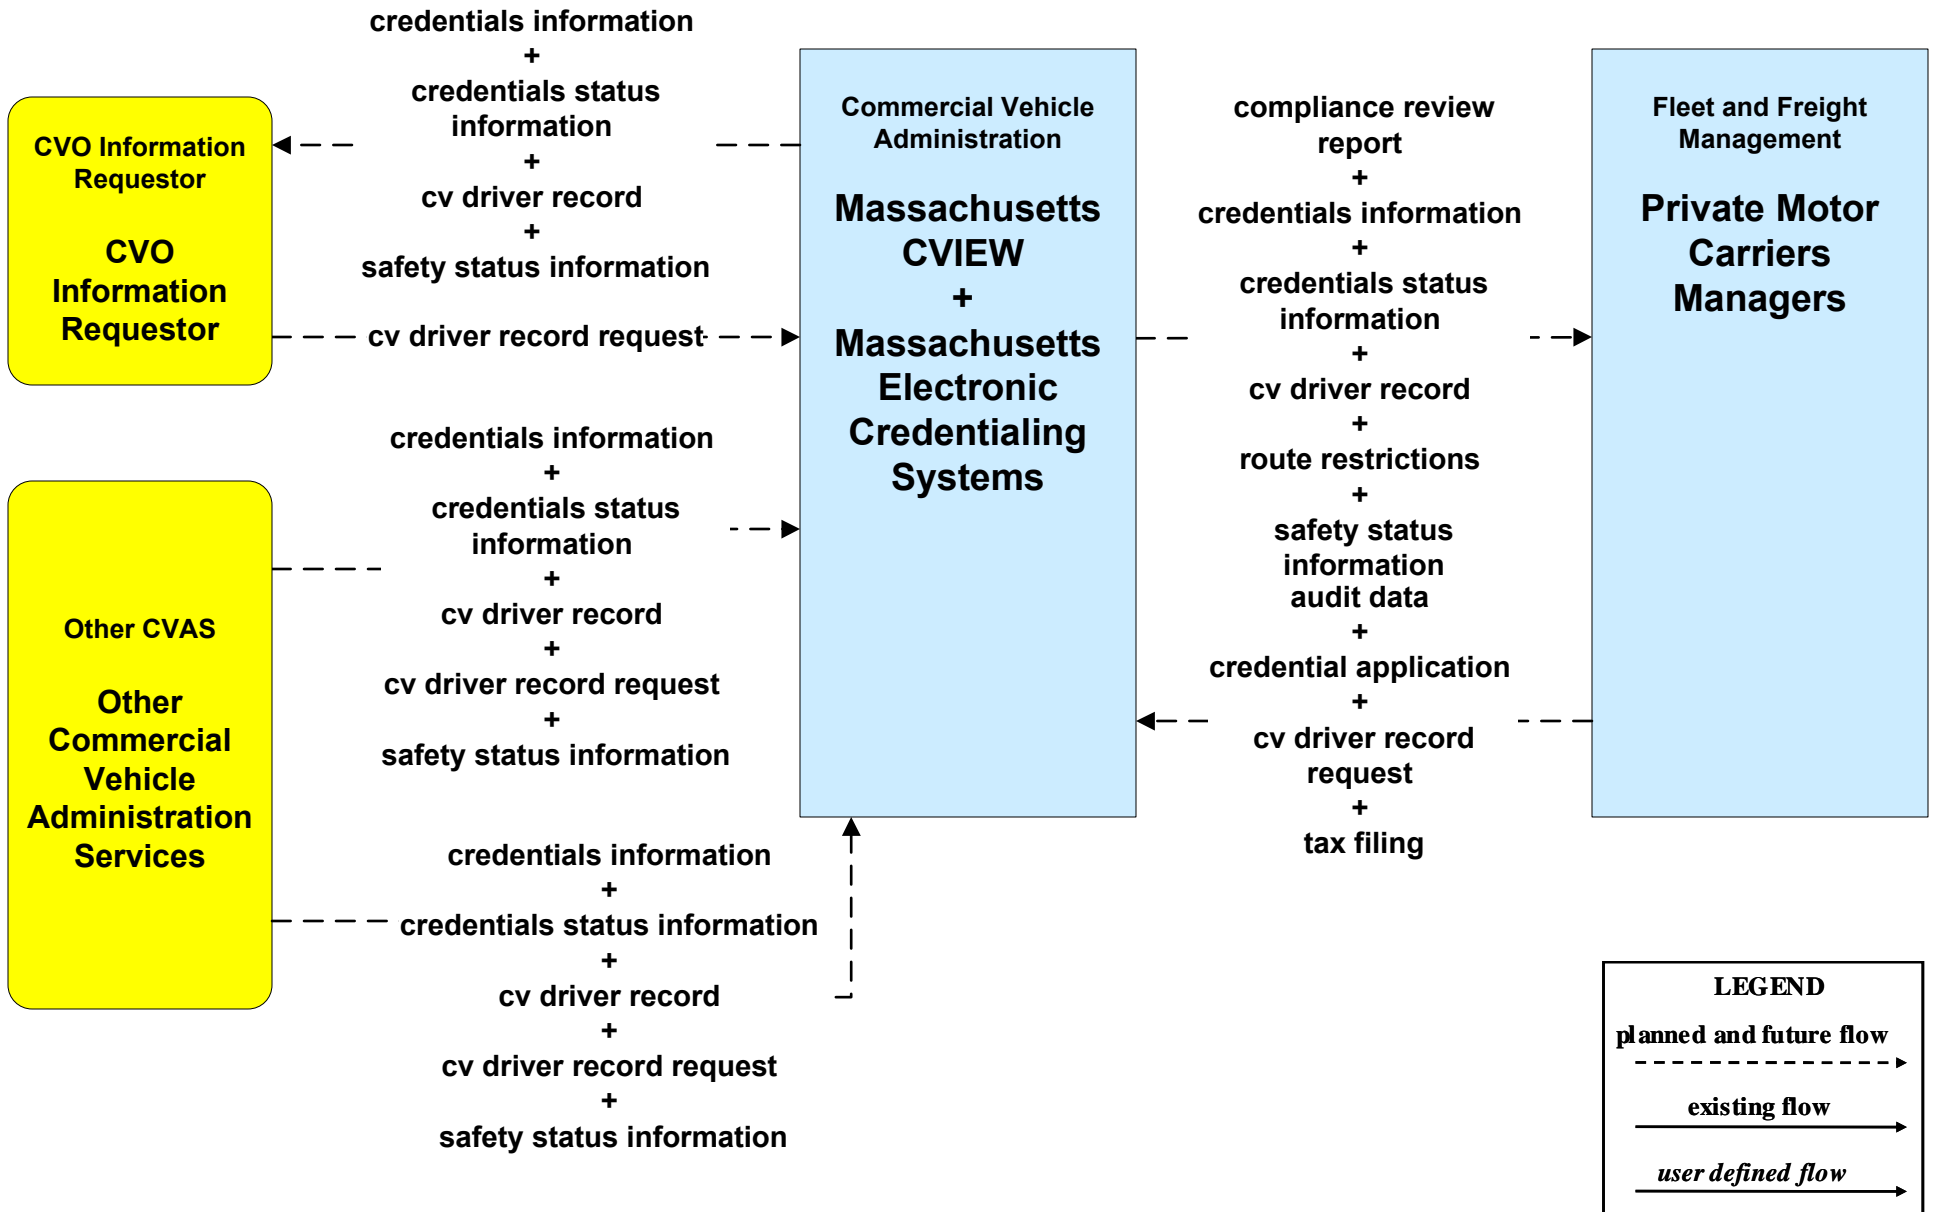 CVO Information
Requestor
CVO
Information
Requestor
credentials information
+
credentials status
information
+
cv driver record
+
safety status information
cv driver record request
Other CVAS
Other
Commercial
Vehicle
Administration
Services
credentials information
+
credentials status
information
+
cv driver record
+
cv driver record request
+
safety status information
credentials information
+
credentials status information
+
cv driver record
+
cv driver record request
+
safety status information
Commercial Vehicle
Administration
Massachusetts
CVIEW
+
Massachusetts
Electronic
Credentialing
Systems
compliance review
report
+
credentials information
+
credentials status
information
+
cv driver record
+
route restrictions
+
safety status
information
audit data
+
credential application
+
cv driver record
request
+
tax filing
Fleet and Freight
Management
Private Motor
Carriers
Managers
LEGEND
planned and future flow
existing flow
user defined flow